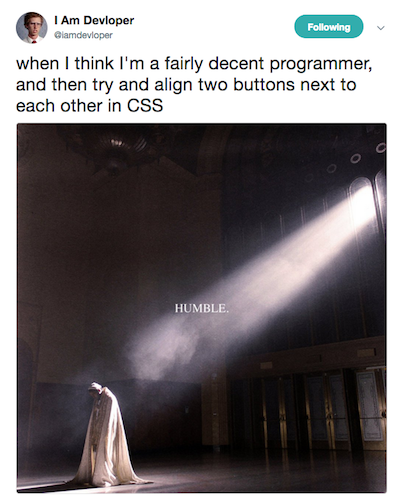 I Am Devloper
@iamdevloper
Following
when I think I'm a fairly decent programmer,
and then try and align two buttons next to
each other in CSS
HUMBLE.